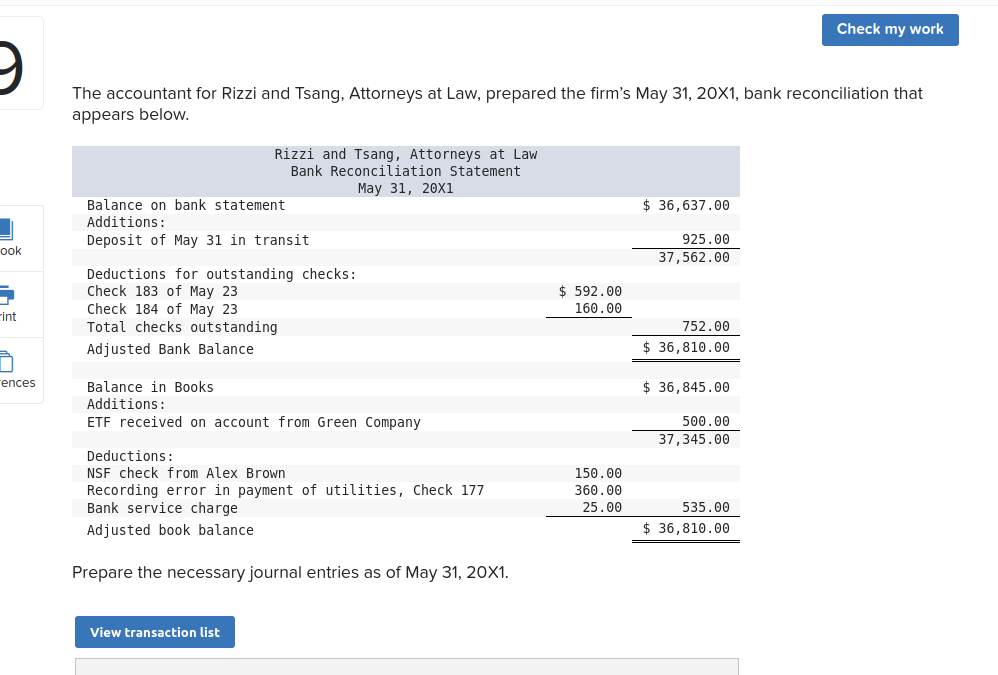 Check my work
9
The accountant for Rizzi and Tsang, Attorneys at Law, prepared the firm's May 31, 20X1, bank reconciliation that
appears below.
Rizzi and Tsang, Attorneys at Law
Bank Reconciliation Statement
May 31, 20X1
Balance on bank statement $ 36,637.00
Additions:
Deposit of May 31 in transit 925.00
37,562.00
ook
Deductions for outstanding checks:
Check 183 of May 23 $ 592.00
Check 184 of May 23 160.00
rint
Total checks outstanding 752.00
Adjusted Bank Balance $ 36,810.00
ences
Balance in Books $ 36,845.00
Additions:
ETF received on account from Green Company 500.00
37,345.00
Deductions:
NSF check from Alex Brown 150.00
Recording error in payment of utilities, Check 177 360.00
Bank service charge 25.00 535.00
Adjusted book balance $ 36,810.00
Prepare the necessary journal entries as of May 31, 20X1.
View transaction list